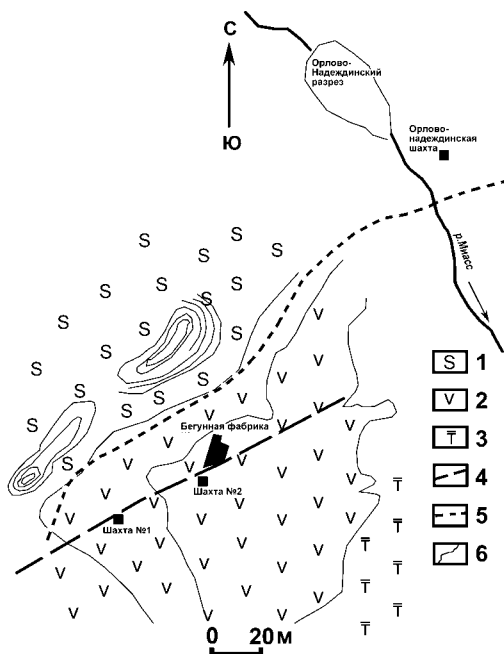 С
Ю
Орлово-
Надеждинский
разрез
Орлово-
надеждинская
шахта
р.Миасс
Бегунная фабрика
Шахта №2
Шахта №1
S 1
V 2
Т 3
4
5
6
0 20 м